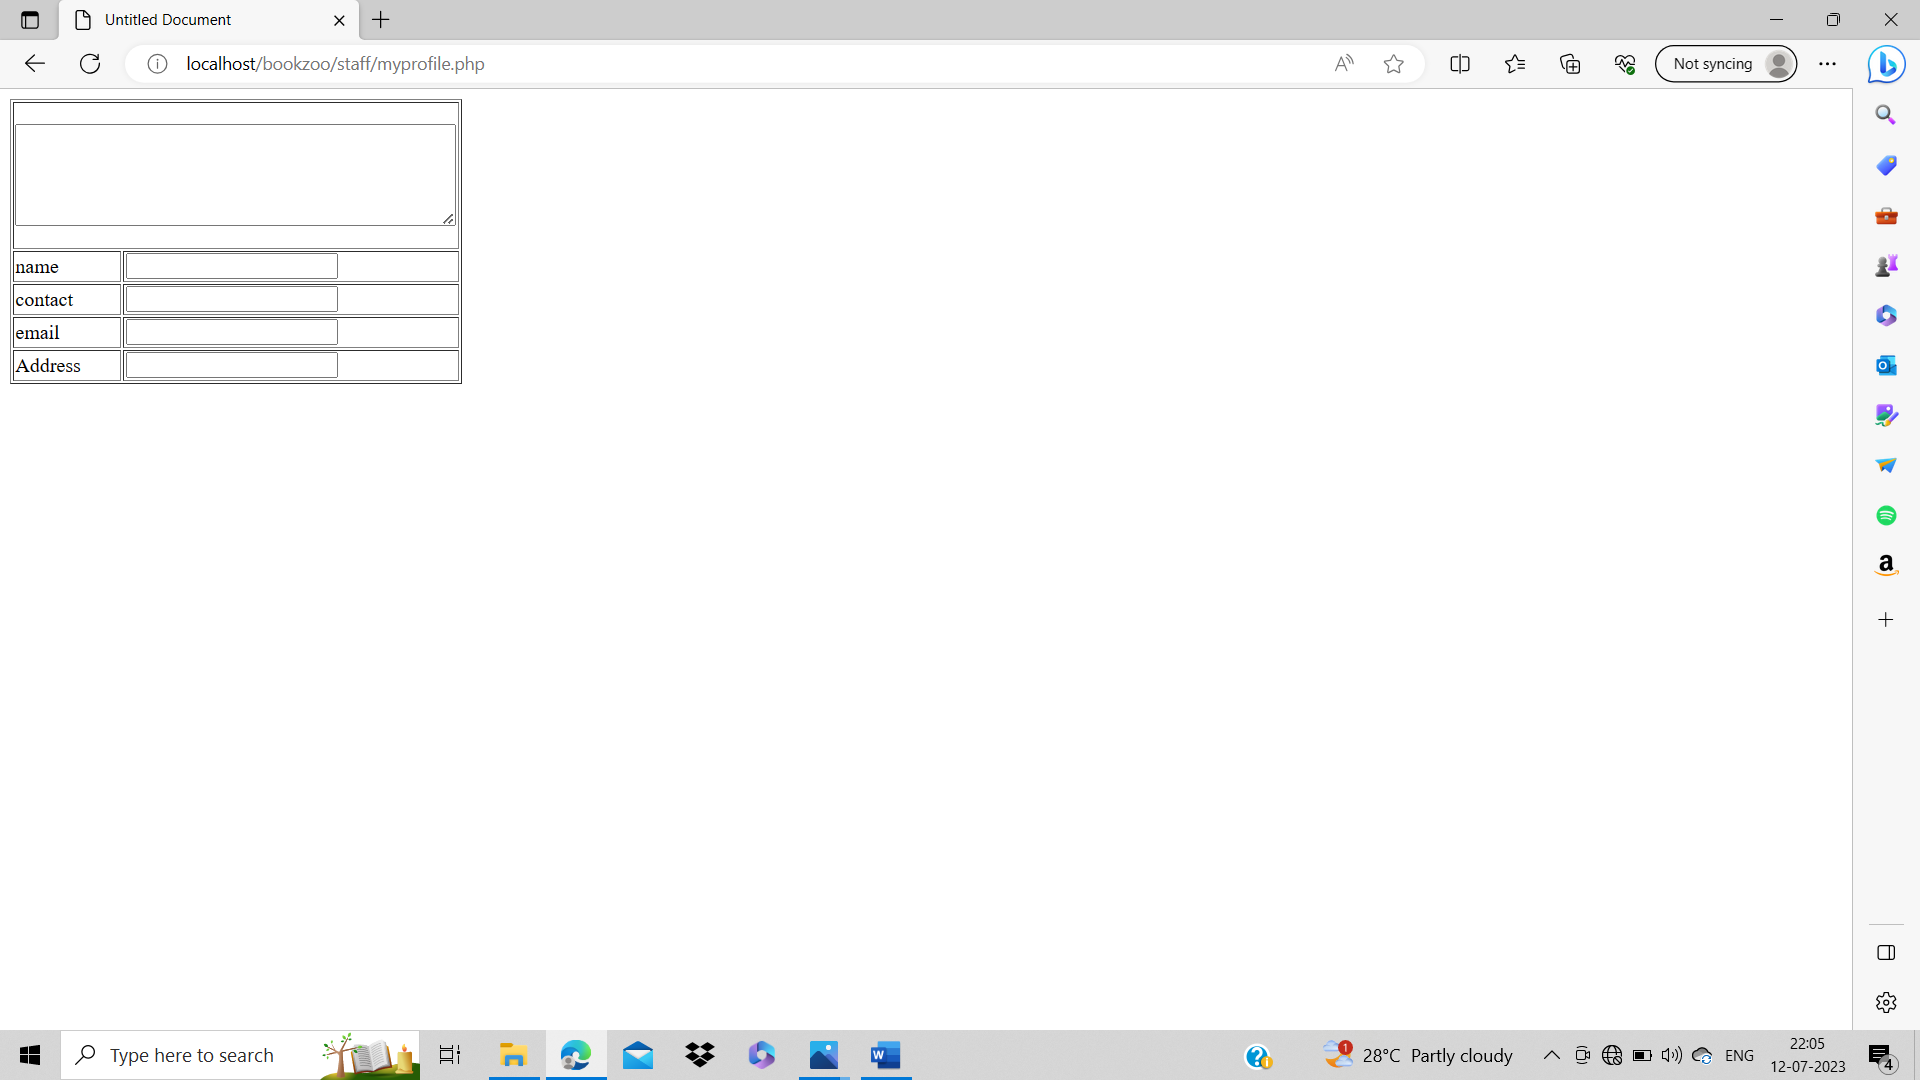 Untitled Document
localhost/bookzoo/staff/myprofile.php
A
Not syncing
name
contact
email
Address
a
Type here to search
W
1
28°C Partly cloudy
ENG
22:05
12-07-2023
4